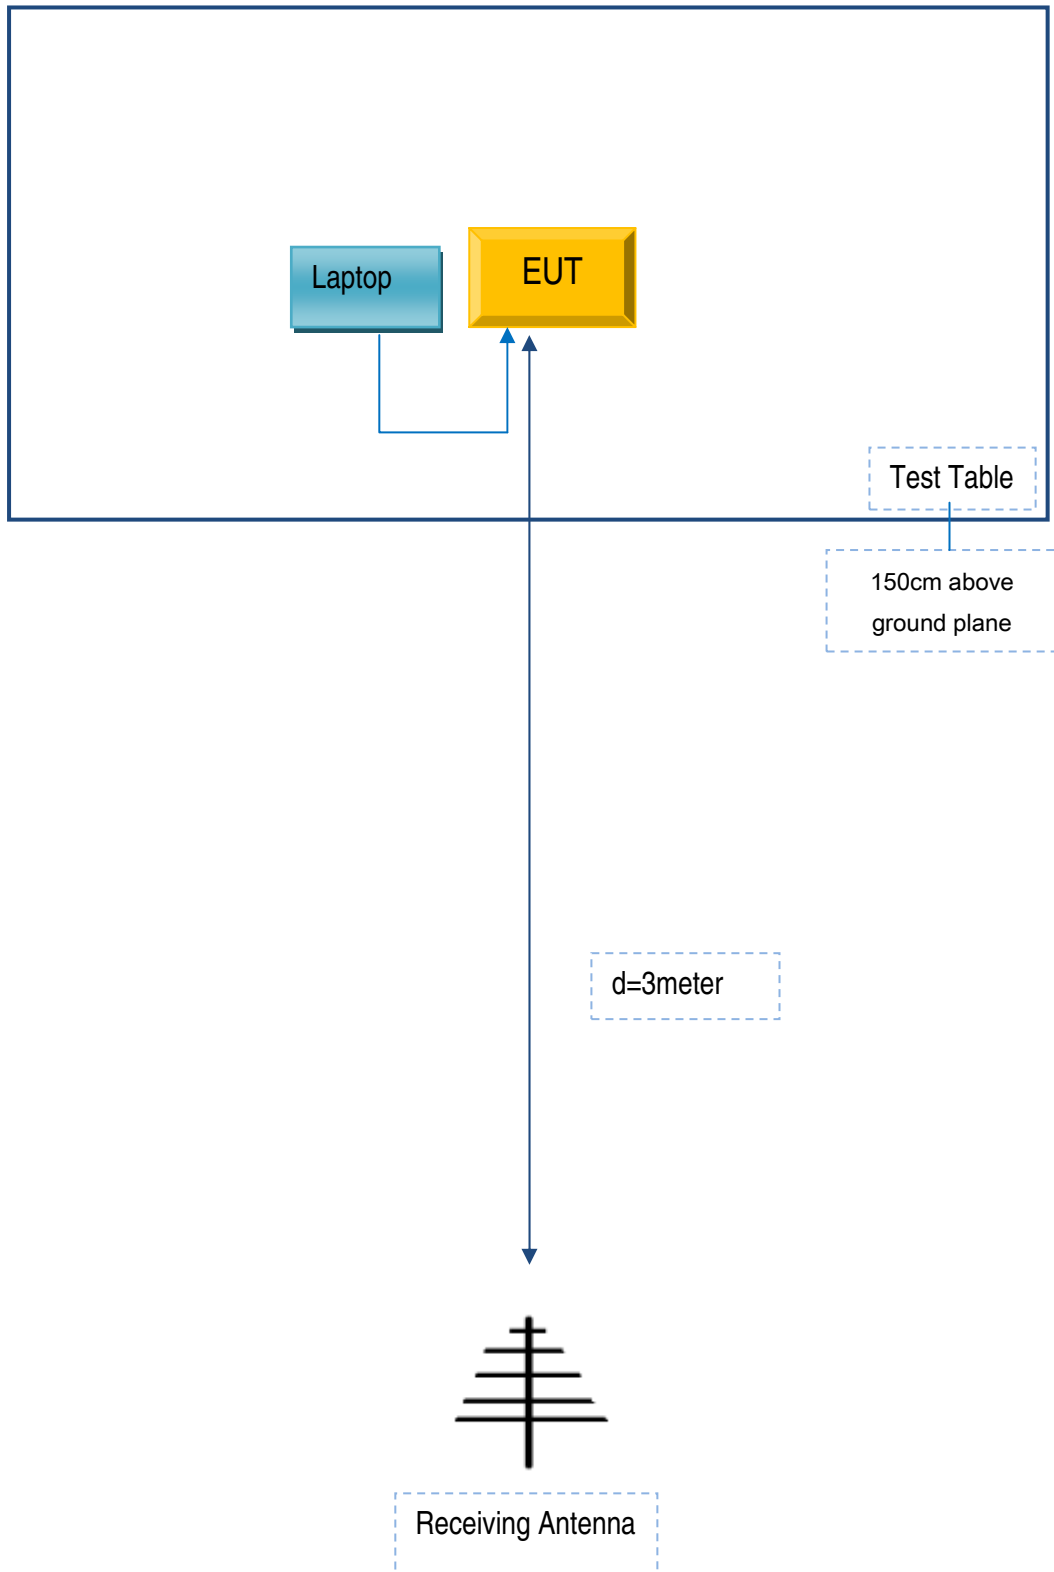 Laptop
EUT
Test Table
150cm above
ground plane
d=3meter
Receiving Antenna